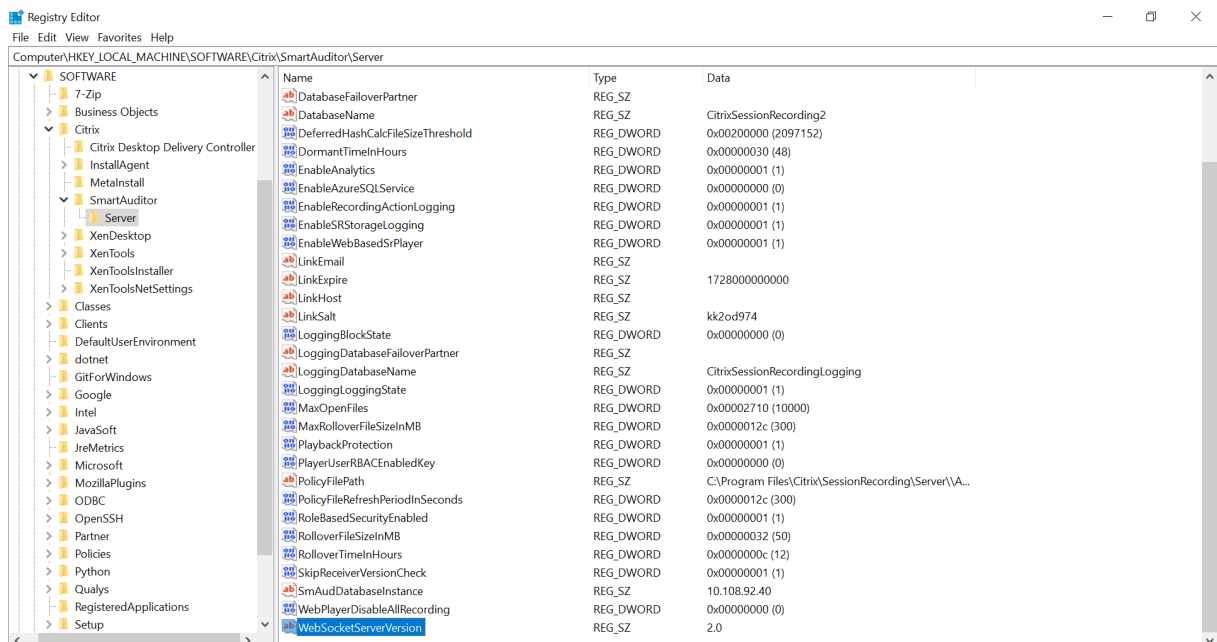 Registry Editor
File Edit View Favorites Help
Computer\HKEY_LOCAL_MACHINE\SOFTWARE\Citrix\SmartAuditor\Server
SOFTWARE
7-Zip
Business Objects
Citrix
Citrix Desktop Delivery Controller
InstallAgent
MetaInstall
SmartAuditor
Server
XenDesktop
XenTools
XenToolsInstaller
XenToolsNetSettings
Classes
Clients
DefaultUserEnvironment
dotnet
GitForWindows
Google
Intel
JavaSoft
JreMetrics
Microsoft
MozillaPlugins
ODBC
OpenSSH
Partner
Policies
Python
Qualys
RegisteredApplications
Setup
Name Type Data
DatabaseFailoverPartner REG_SZ
DatabaseName REG_SZ CitrixSessionRecording2
DeferredHashCalcFileSizeThreshold REG_DWORD 0x00200000 (2097152)
DormantTimeInHours REG_DWORD 0x00000030 (48)
EnableAnalytics REG_DWORD 0x00000001 (1)
EnableAzureSQLService REG_DWORD 0x00000000 (0)
EnableRecordingActionLogging REG_DWORD 0x00000001 (1)
EnableSRStorageLogging REG_DWORD 0x00000001 (1)
EnableWebBasedSrPlayer REG_DWORD 0x00000001 (1)
LinkEmail REG_SZ
LinkExpire REG_SZ 1728000000000
LinkHost REG_SZ
LinkSalt REG_SZ kk2od974
LoggingBlockState REG_DWORD 0x00000000 (0)
LoggingDatabaseFailoverPartner REG_SZ
LoggingDatabaseName REG_SZ CitrixSessionRecordingLogging
LoggingLoggingState REG_DWORD 0x00000001 (1)
MaxOpenFiles REG_DWORD 0x00002710 (10000)
MaxRolloverFileSizeInMB REG_DWORD 0x0000012c (300)
PlaybackProtection REG_DWORD 0x00000001 (1)
PlayerUserRBACEnabledKey REG_DWORD 0x00000000 (0)
PolicyFilePath REG_SZ C:\Program Files\Citrix\SessionRecording\Server\\A...
PolicyFileRefreshPeriodInSeconds REG_DWORD 0x0000012c (300)
RoleBasedSecurityEnabled REG_DWORD 0x00000001 (1)
RolloverFileSizeInMB REG_DWORD 0x00000032 (50)
RolloverTimeInHours REG_DWORD 0x0000000c (12)
SkipReceiverVersionCheck REG_DWORD 0x00000001 (1)
SmAudDatabaseInstance REG_SZ 10.108.92.40
WebPlayerDisableAllRecording REG_DWORD 0x00000000 (0)
WebSocketServerVersion REG_SZ 2.0